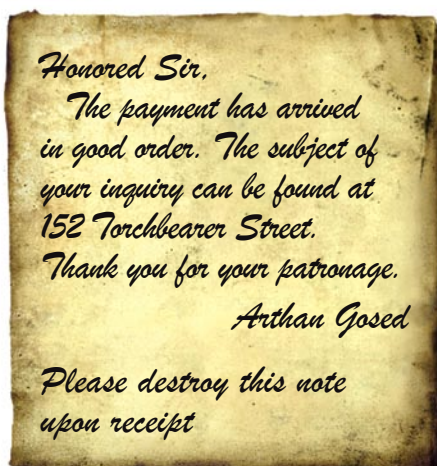 Honored Sir,
The payment has arrived
in good order. The subject of
your inquiry can be found at
152 Torchbearer Street.
Thank you for your patronage.
Arthan Gosed
Please destroy this note
upon receipt